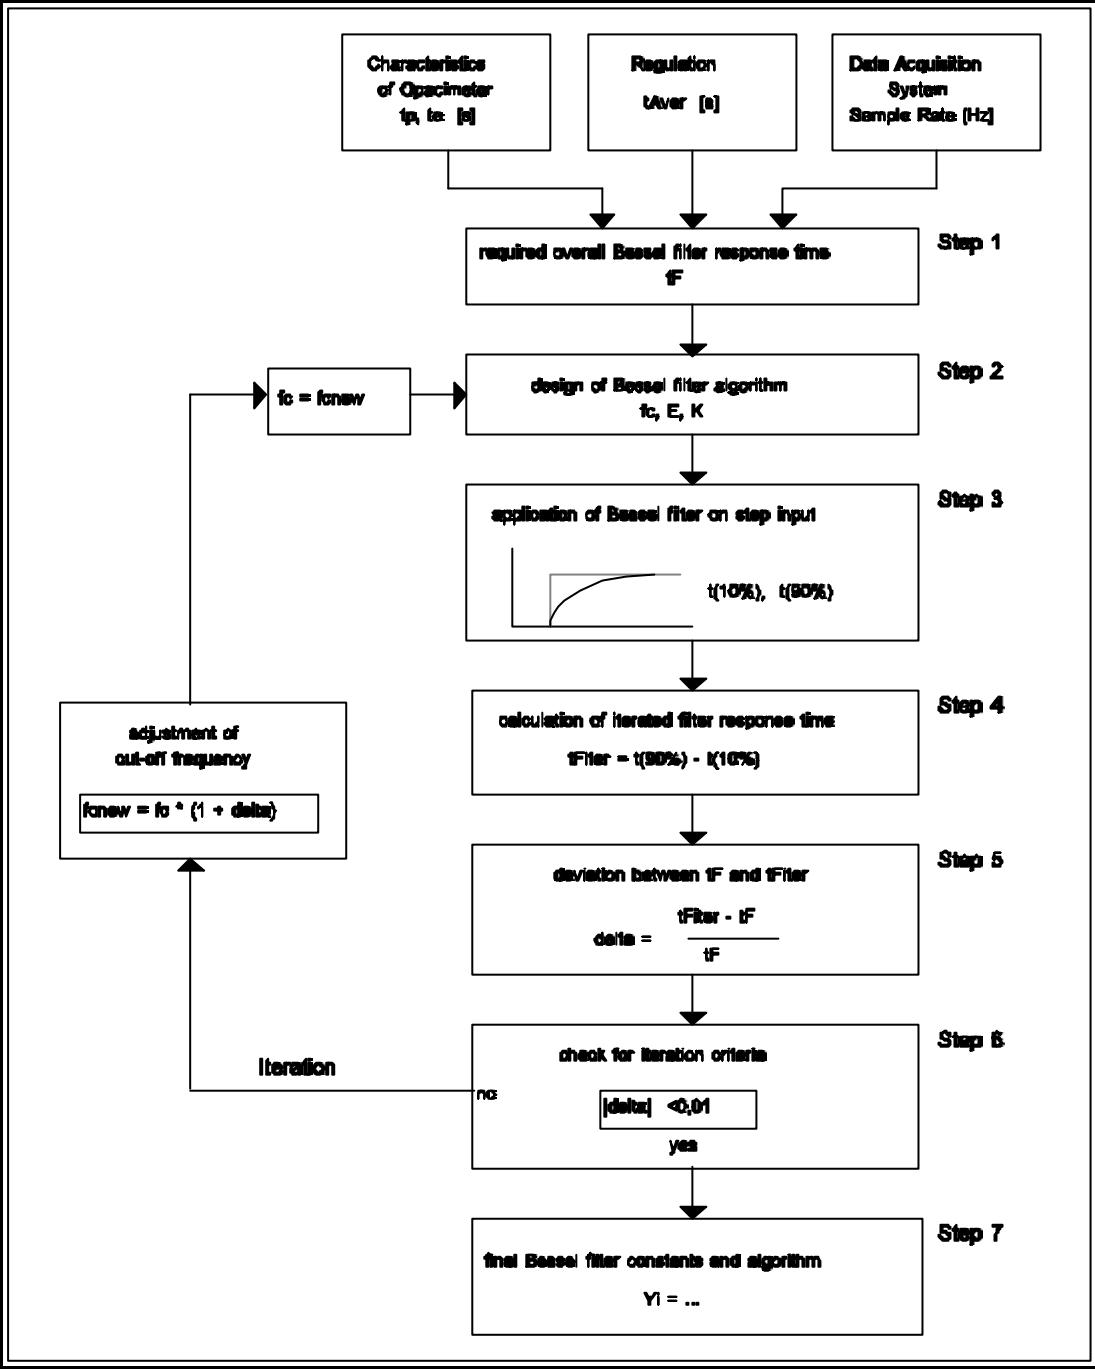 Characteristics
of Opacimeter
tp, te [s]
Regulation
tAver [s]
Data Acquisition
System
Sample Rate [Hz]
Step 1
required overall Bessel filter response time
tF
Step 2
fc = fcnew
design of Bessel filter algorithm
fc, E, K
Step 3
application of Bessel filter on step input
t(10%), t(90%)
Step 4
calculation of iterated filter response time
tFiter = t(90%) - t(10%)
adjustment of
cut-off frequency
fcnew = fc * (1 + delta)
Step 5
deviation between tF and tFiter
tFiter - tF
delta =
tF
Step 6
check for iteration criteria
Iteration
no
|delta| <0,01
yes
Step 7
final Bessel filter constants and algorithm
Yi = ...